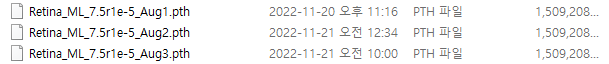 Retina_ML_7.5r1e-5_Aug1.pth 2022-11-20 오후 11:16 PTH 파일 1,509,208...
Retina_ML_7.5r1e-5_Aug2.pth 2022-11-21 오전 12:34 PTH 파일 1,509,208...
Retina_ML_7.5r1e-5_Aug3.pth 2022-11-21 오전 10:00 PTH 파일 1,509,208...